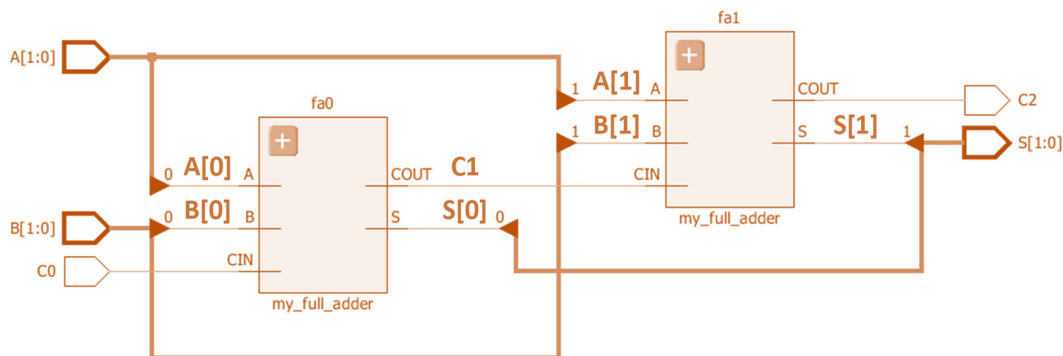 fa1
A[1:0]
1 A[1] A
COUT
C2
fa0
1 B[1] B
S S[1] 1
S[1:0]
0 A[0] A
COUT C1
CIN
B[1:0]
0 B[0] B
S S[0] 0
my_full_adder
C0
CIN
my_full_adder